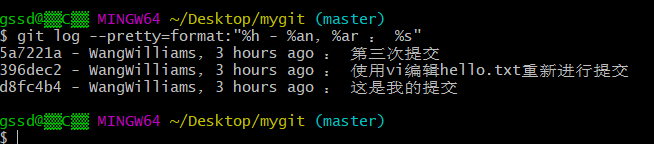 gssd@▒▒C▒▒ MINGW64 ~/Desktop/mygit (master)
$ git log --pretty=format:"%h - %an, %ar : %s"
5a7221a - WangWilliams, 3 hours ago : 第三次提交
396dec2 - WangWilliams, 3 hours ago : 使用vi编辑hello.txt重新进行提交
d8fc4b4 - WangWilliams, 3 hours ago : 这是我的提交
gssd@▒▒C▒▒ MINGW64 ~/Desktop/mygit (master)
$